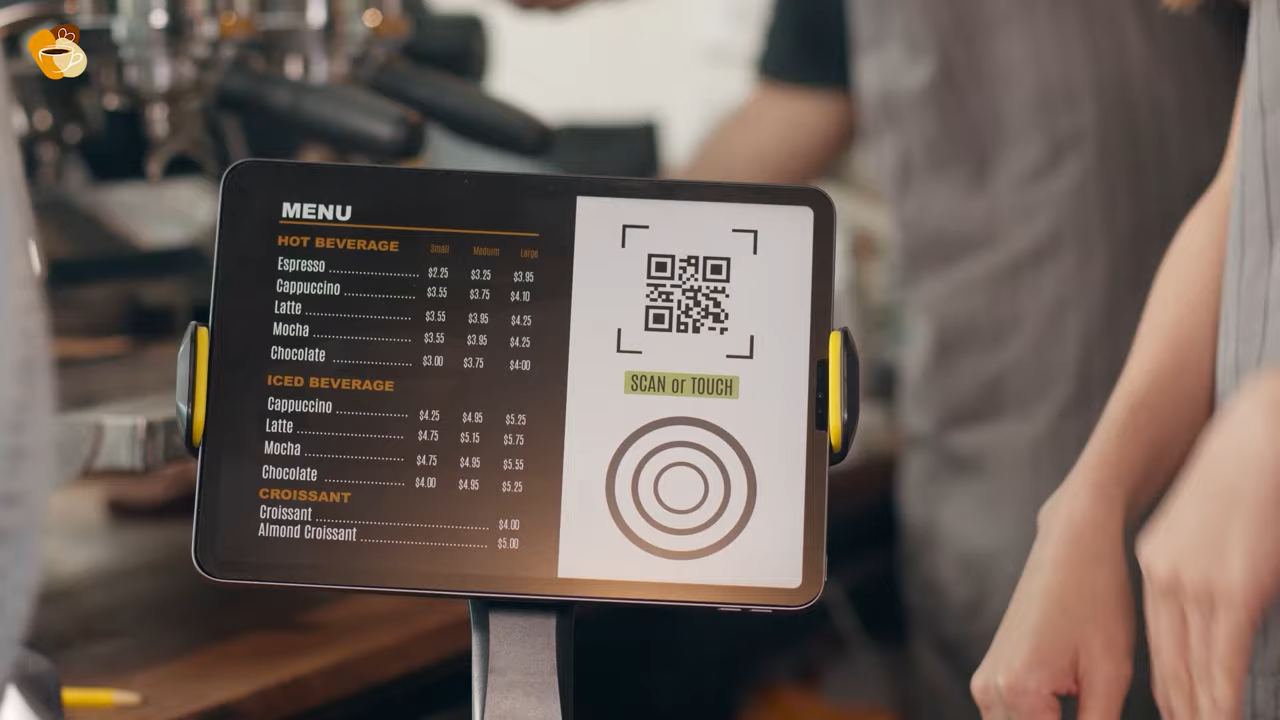 MENU
HOT BEVERAGE Small Medium Large
Espresso ........................ $2.25 $3.25 $3.95
Cappuccino .................... $3.55 $3.75 $4.10
Latte ............................. $3.55 $3.95 $4.25
Mocha ........................... $3.55 $3.95 $4.25
Chocolate ...................... $3.00 $3.75 $4:00
ICED BEVERAGE
Cappuccino .................... $4.25 $4.95 $5.25
Latte ............................. $4.75 $5.15 $5.75
Mocha ........................... $4.75 $4.95 $5.55
Chocolate ...................... $4.00 $4.95 $5.25
CROISSANT
Croissant ................................................ $4.00
Almond Croissant ................................... $5.00
SCAN or TOUCH